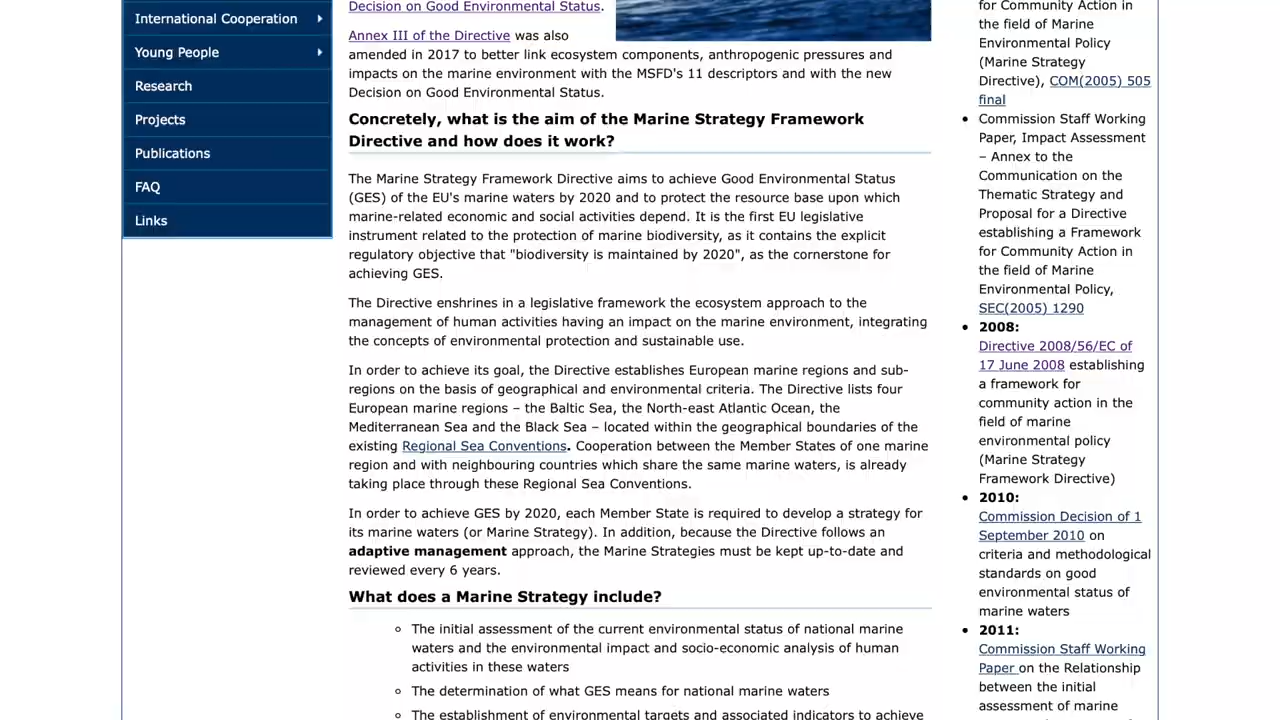 International Cooperation
Young People
Research
Projects
Publications
FAQ
Links
Decision on Good Environmental Status.
Annex III of the Directive was also
amended in 2017 to better link ecosystem components, anthropogenic pressures and
impacts on the marine environment with the MSFD's 11 descriptors and with the new
Decision on Good Environmental Status.
Concretely, what is the aim of the Marine Strategy Framework
Directive and how does it work?
The Marine Strategy Framework Directive aims to achieve Good Environmental Status
(GES) of the EU's marine waters by 2020 and to protect the resource base upon which
marine-related economic and social activities depend. It is the first EU legislative
instrument related to the protection of marine biodiversity, as it contains the explicit
regulatory objective that "biodiversity is maintained by 2020", as the cornerstone for
achieving GES.
The Directive enshrines in a legislative framework the ecosystem approach to the
management of human activities having an impact on the marine environment, integrating
the concepts of environmental protection and sustainable use.
In order to achieve its goal, the Directive establishes European marine regions and sub-
regions on the basis of geographical and environmental criteria. The Directive lists four
European marine regions – the Baltic Sea, the North-east Atlantic Ocean, the
Mediterranean Sea and the Black Sea – located within the geographical boundaries of the
existing Regional Sea Conventions. Cooperation between the Member States of one marine
region and with neighbouring countries which share the same marine waters, is already
taking place through these Regional Sea Conventions.
In order to achieve GES by 2020, each Member State is required to develop a strategy for
its marine waters (or Marine Strategy). In addition, because the Directive follows an
adaptive management approach, the Marine Strategies must be kept up-to-date and
reviewed every 6 years.
What does a Marine Strategy include?
The initial assessment of the current environmental status of national marine
waters and the environmental impact and socio-economic analysis of human
activities in these waters
The determination of what GES means for national marine waters
The establishment of environmental targets and associated indicators to achieve
for Community Action in
the field of Marine
Environmental Policy
(Marine Strategy
Directive), COM(2005) 505
final
Commission Staff Working
Paper, Impact Assessment
– Annex to the
Communication on the
Thematic Strategy and
Proposal for a Directive
establishing a Framework
for Community Action in
the field of Marine
Environmental Policy,
SEC(2005) 1290
2008:
Directive 2008/56/EC of
17 June 2008 establishing
a framework for
community action in the
field of marine
environmental policy
(Marine Strategy
Framework Directive)
2010:
Commission Decision of 1
September 2010 on
criteria and methodological
standards on good
environmental status of
marine waters
2011:
Commission Staff Working
Paper on the Relationship
between the initial
assessment of marine